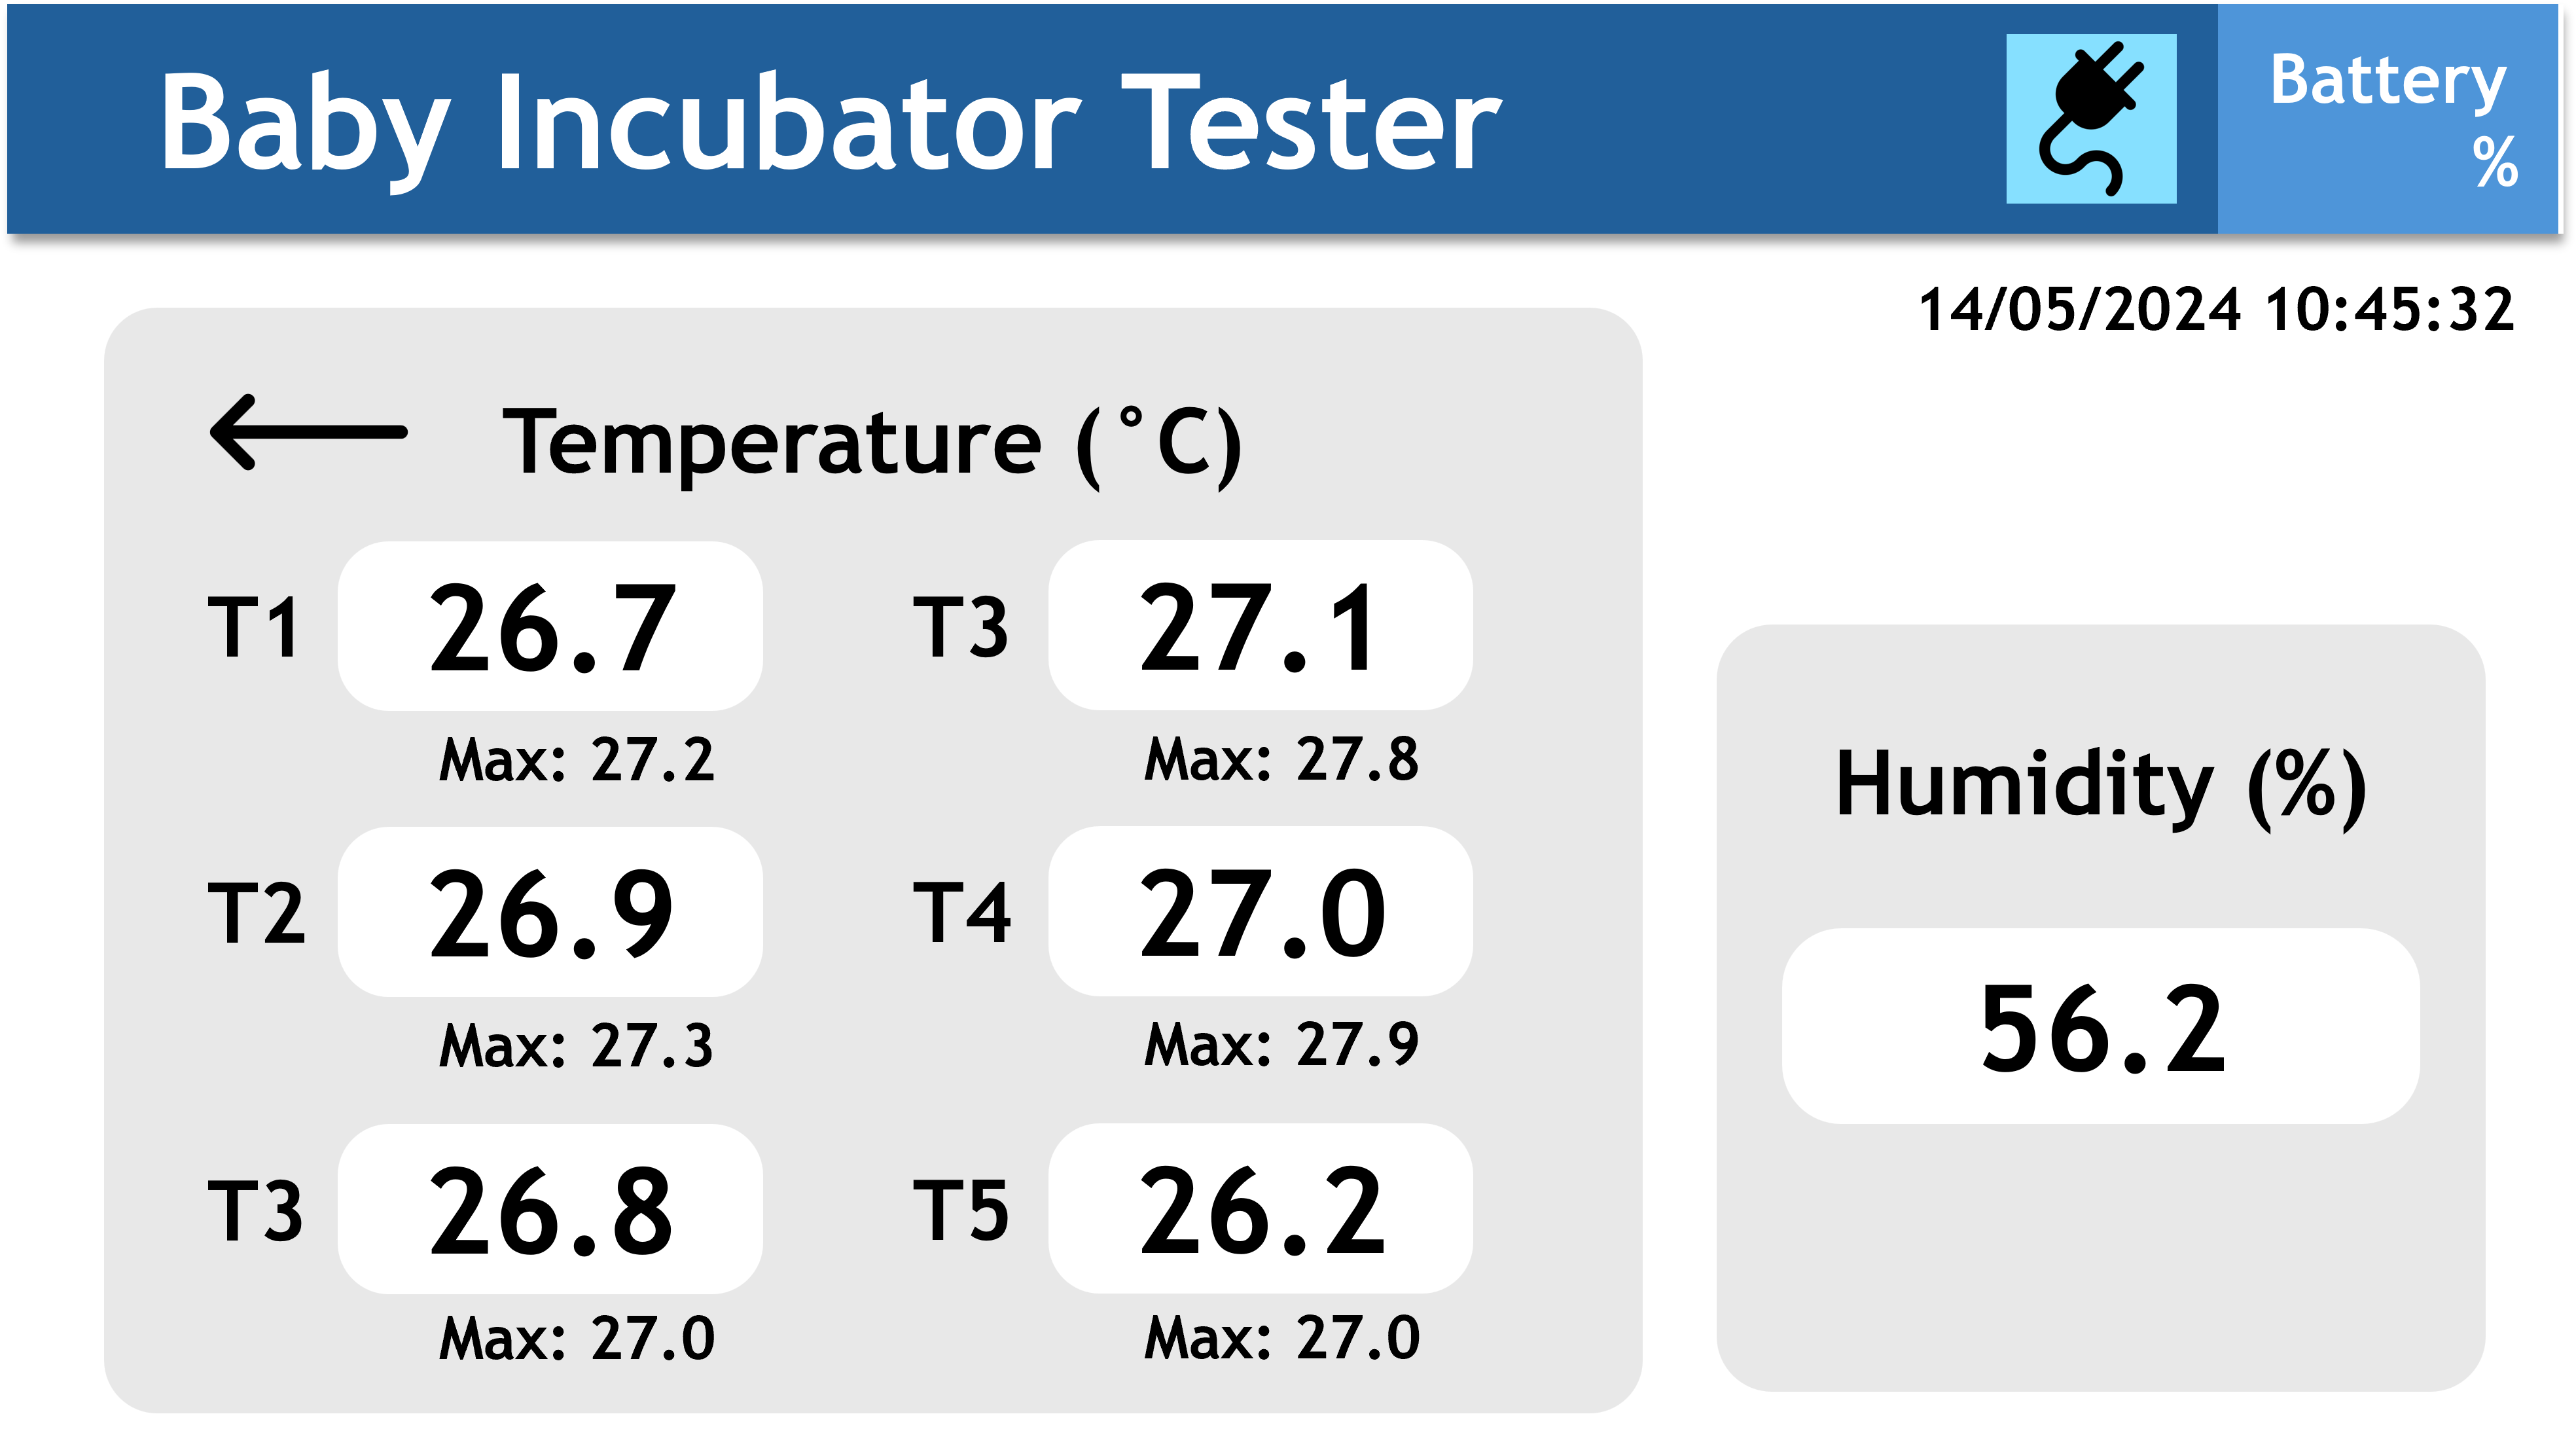 Baby Incubator Tester
Battery
%
14/05/2024 10:45:32
Temperature (°C)
T1 26.7
Max: 27.2
T2 26.9
Max: 27.3
T3 26.8
Max: 27.0
T3 27.1
Max: 27.8
T4 27.0
Max: 27.9
T5 26.2
Max: 27.0
Humidity (%)
56.2